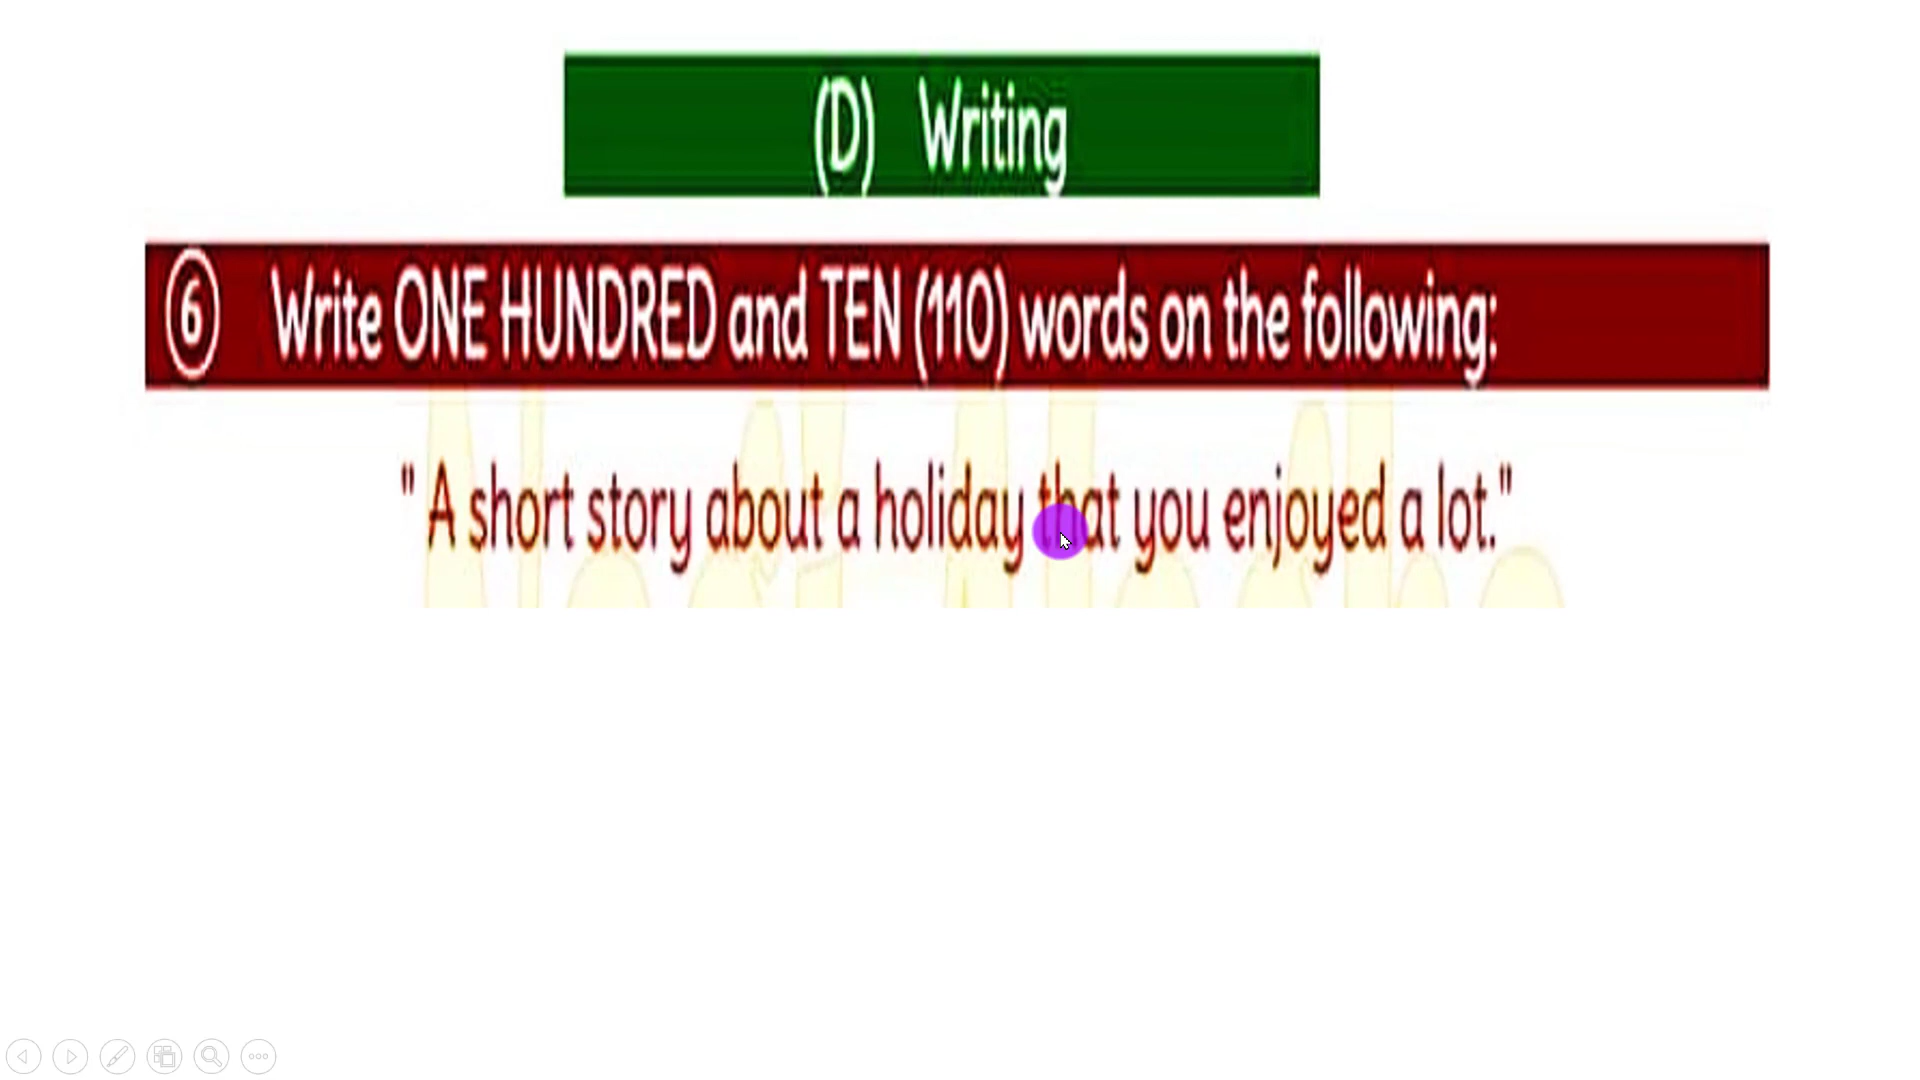 (D) Writing
6 Write ONE HUNDRED and TEN (110) words on the following:
" A short story about a holiday that you enjoyed a lot."